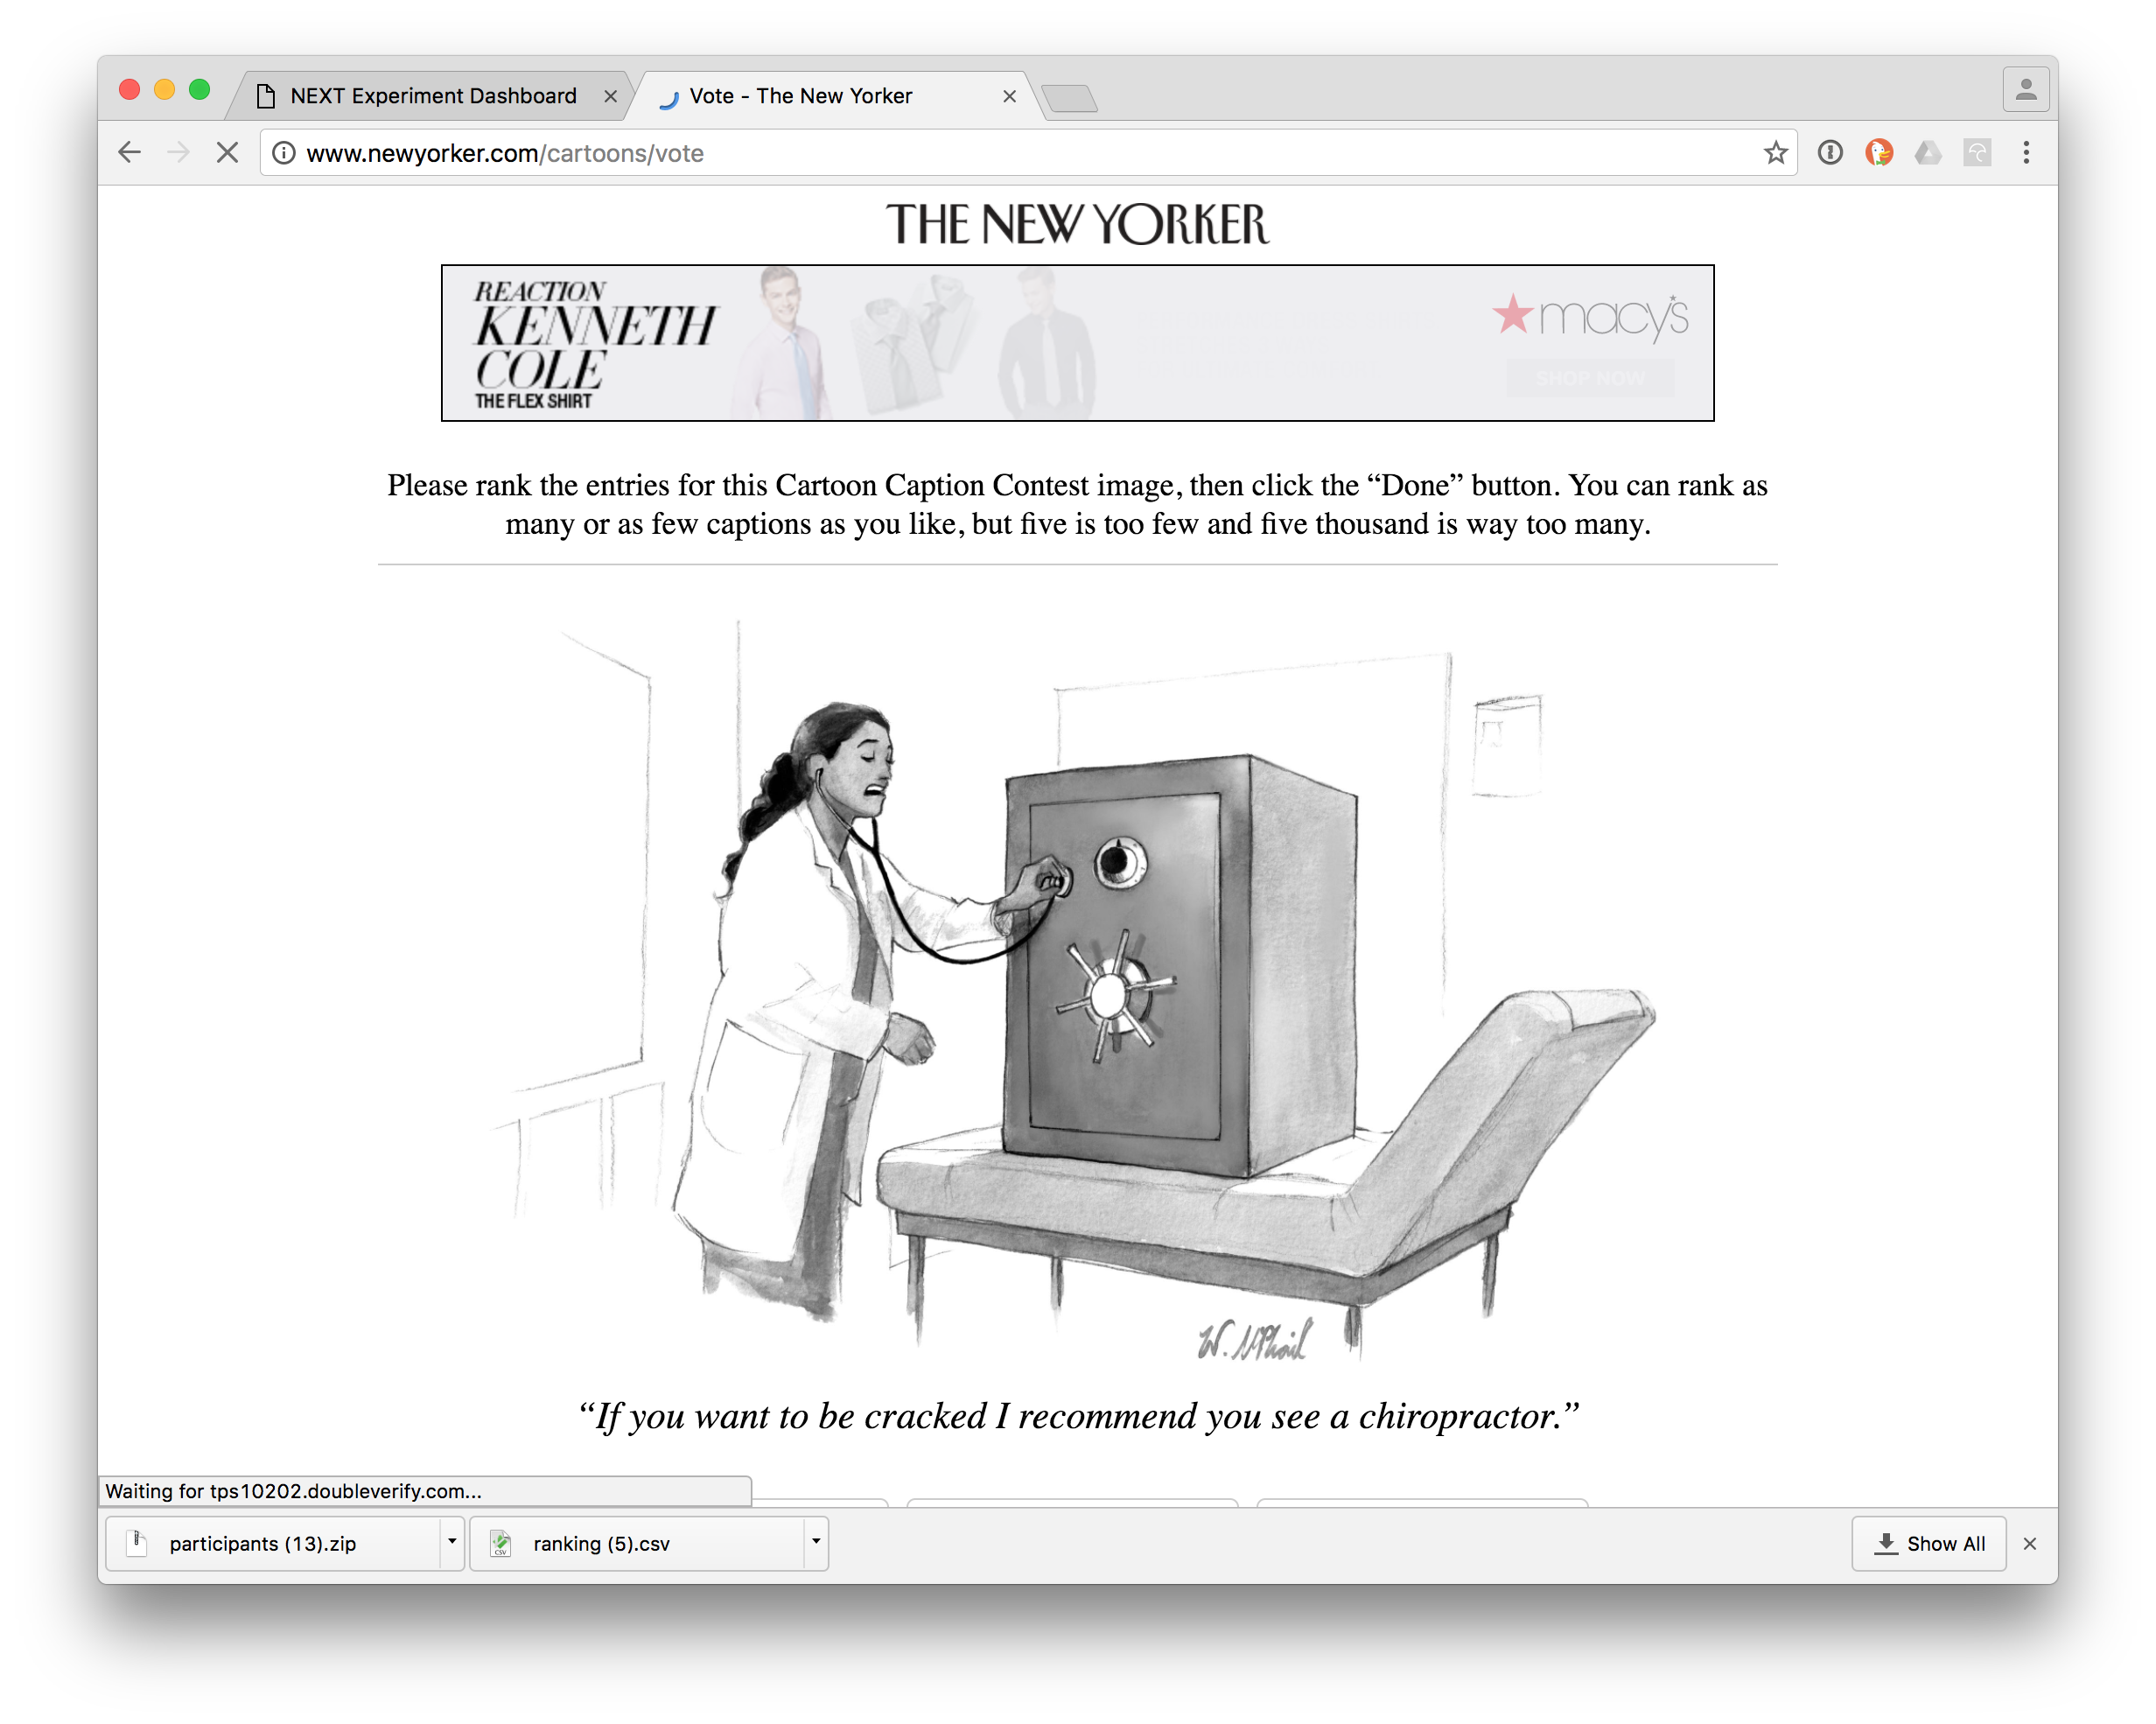 NEXT Experiment Dashboard
Vote - The New Yorker
www.newyorker.com/cartoons/vote
THE NEW YORKER
REACTION
KENNETH
COLE
THE FLEX SHIRT
macy's
SHOP NOW
Please rank the entries for this Cartoon Caption Contest image, then click the “Done” button. You can rank as
many or as few captions as you like, but five is too few and five thousand is way too many.
W. McPhail
“If you want to be cracked I recommend you see a chiropractor.”
Waiting for tps10202.doubleverify.com...
participants (13).zip
CSV
ranking (5).csv
Show All